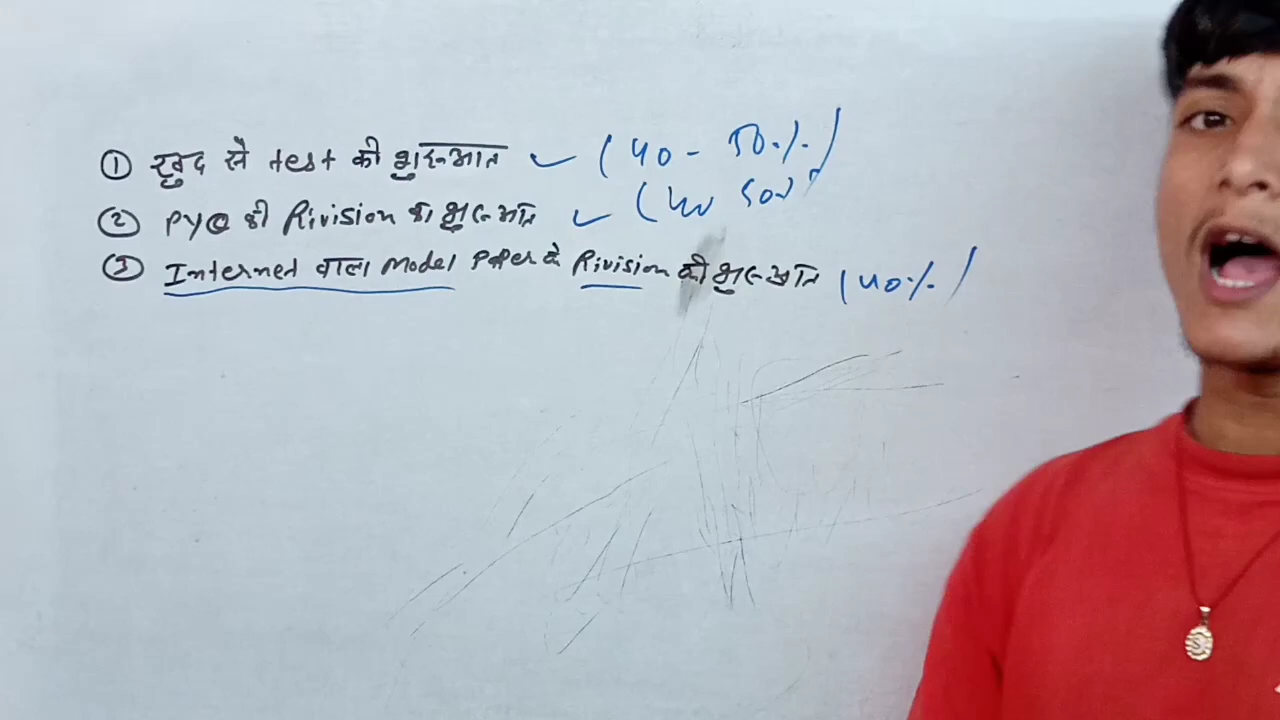 ① खुद से test की शुरुआत ✓ (40 - 50%)
② PYQ की Rivision का शुरुआत ✓ (40 50%)
③ Internet वाला Model Paper के Rivision की शुरुआत (40%)